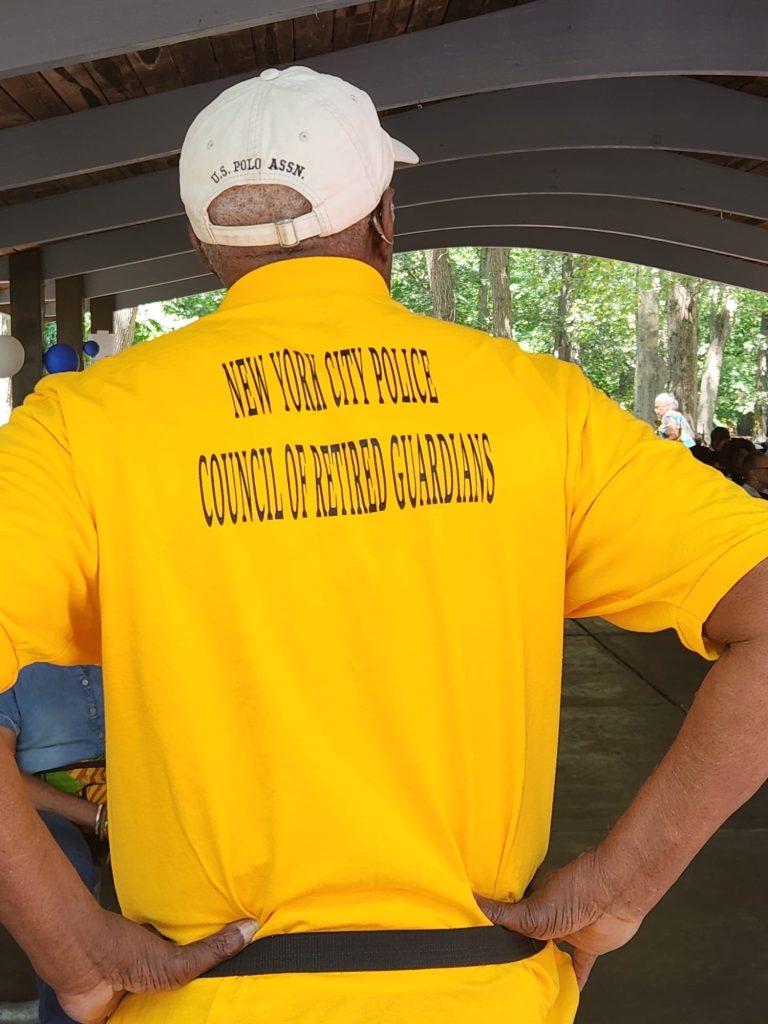 U.S. POLO ASSN.
NEW YORK CITY POLICE
COUNCIL OF RETIRED GUARDIANS